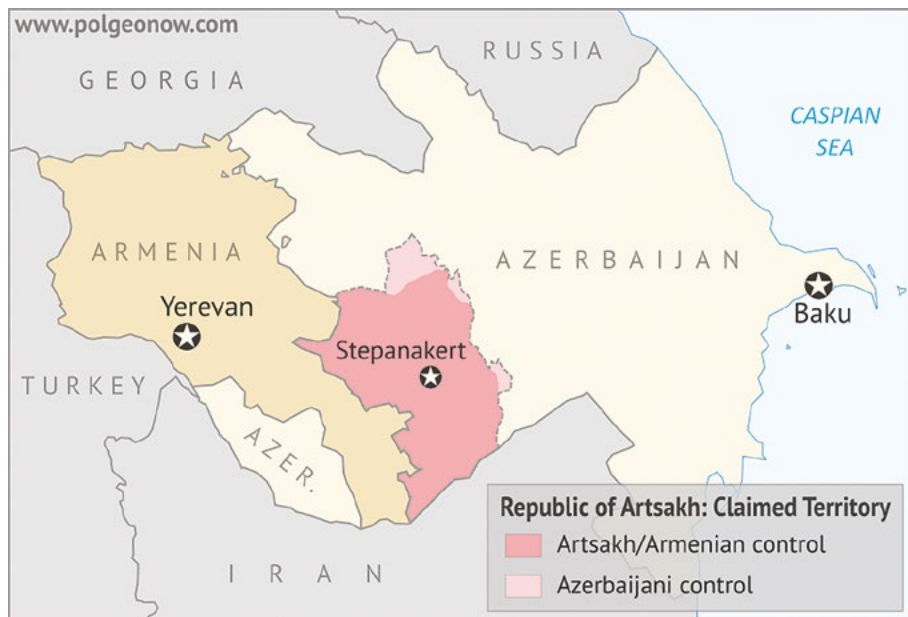 www.polgeonow.com
RUSSIA
GEORGIA
CASPIAN
SEA
ARMENIA
AZERBAIJAN
Yerevan
Baku
Stepanakert
TURKEY
AZER.
IRAN
Republic of Artsakh: Claimed Territory
Artsakh/Armenian control
Azerbaijani control